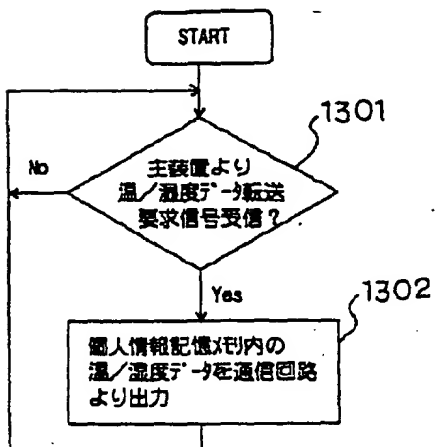 START
1301
No
主装置より
温／湿度データ転送
要求信号受信？
Yes
1302
個人情報記憶メモリ内の
温／湿度データを通信回路
より出力